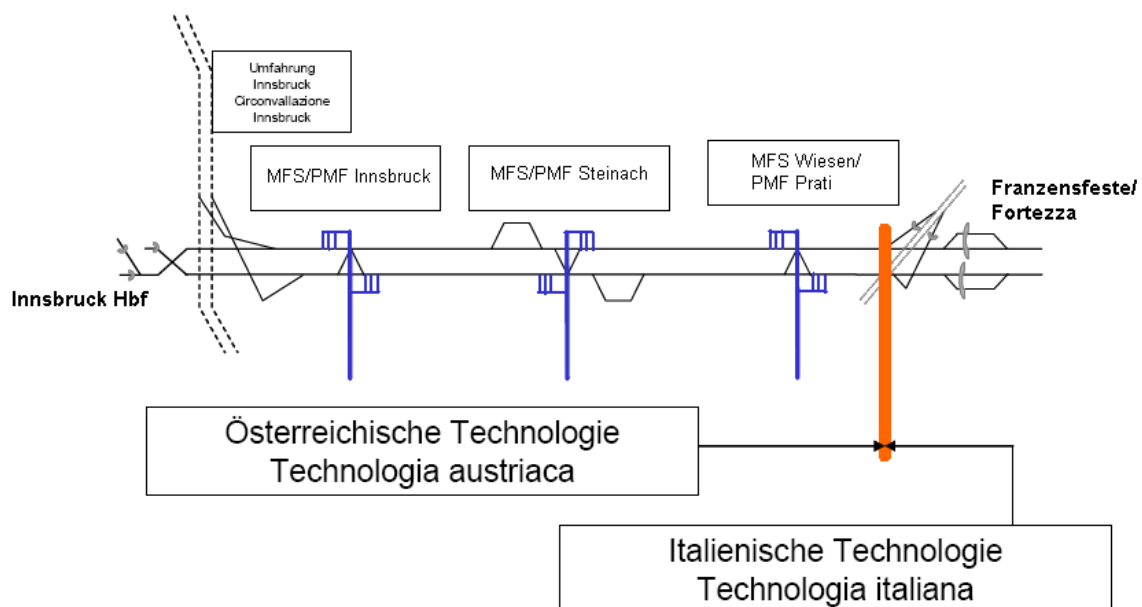 Umfahrung
Innsbruck
Circonvallazione
Innsbruck
MFS/PMF Innsbruck
MFS/PMF Steinach
MFS Wiesen/
PMF Prati
Franzensfeste/
Fortezza
Innsbruck Hbf
Österreichische Technologie
Technologia austriaca
Italienische Technologie
Technologia italiana